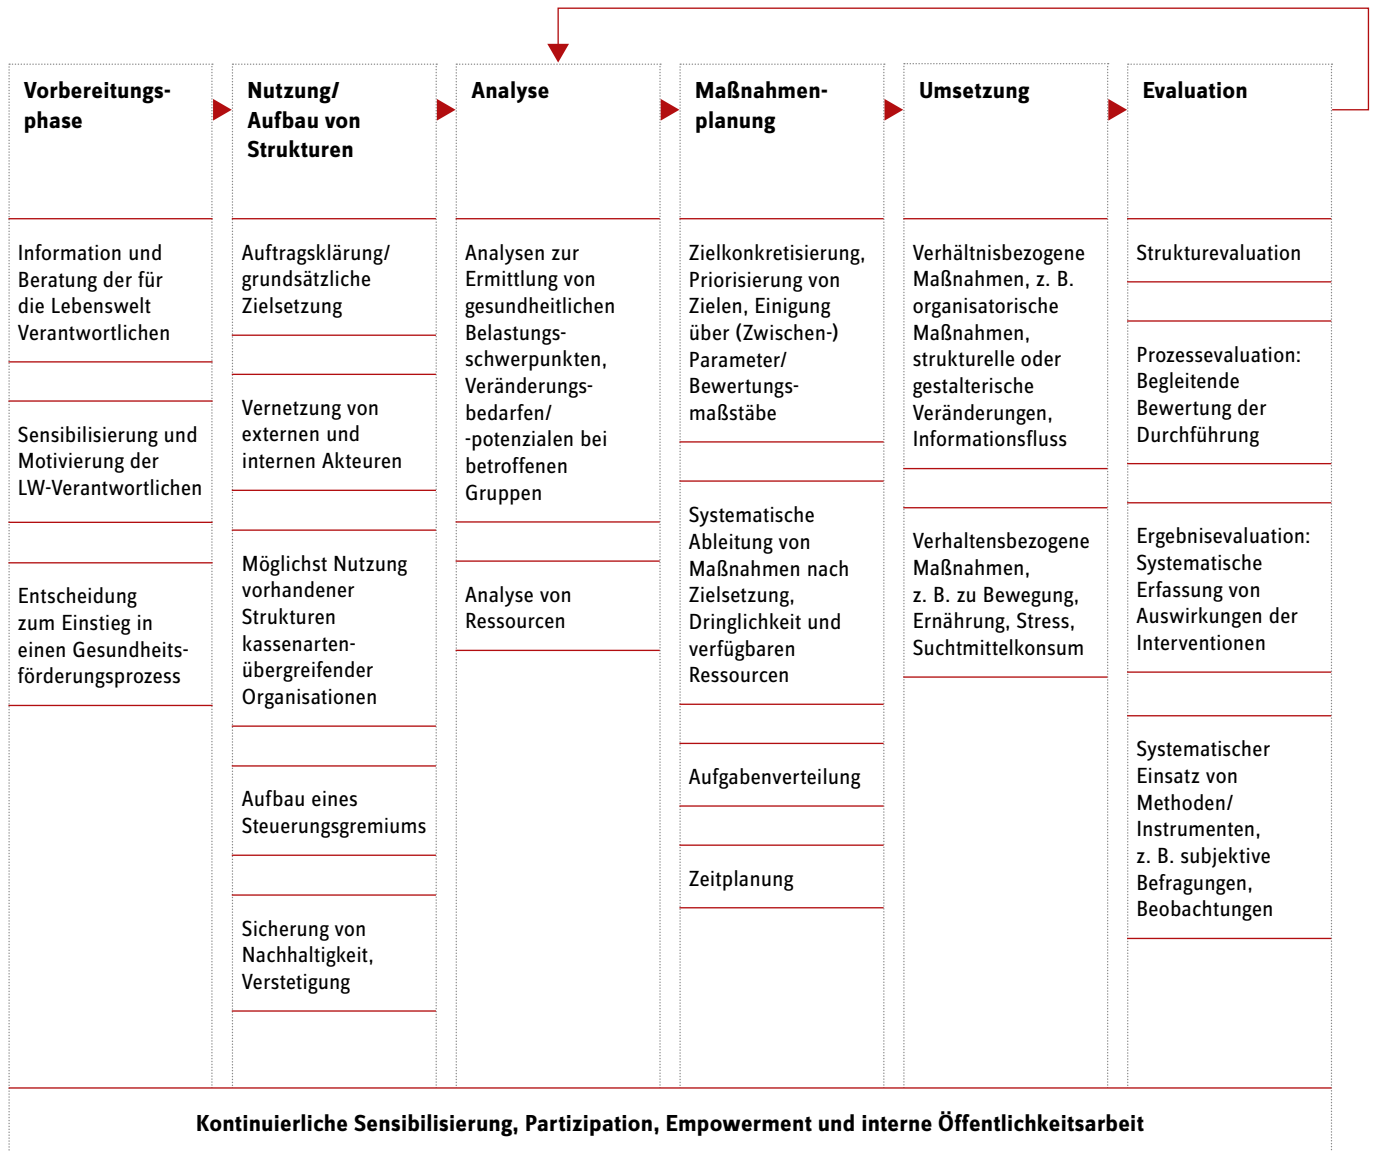 Vorbereitungs-
phase
Information und
Beratung der für
die Lebenswelt
Verantwortlichen
Sensibilisierung und
Motivierung der
LW-Verantwortlichen
Entscheidung
zum Einstieg in
einen Gesundheits-
förderungsprozess
Nutzung/
Aufbau von
Strukturen
Auftragsklärung/
grundsätzliche
Zielsetzung
Vernetzung von
externen und
internen Akteuren
Möglichst Nutzung
vorhandener
Strukturen
kassenarten-
übergreifender
Organisationen
Aufbau eines
Steuerungsgremiums
Sicherung von
Nachhaltigkeit,
Verstetigung
Analyse
Analysen zur
Ermittlung von
gesundheitlichen
Belastungs-
schwerpunkten,
Veränderungs-
bedarfen/
-potenzialen bei
betroffenen
Gruppen
Analyse von
Ressourcen
Maßnahmen-
planung
Zielkonkretisierung,
Priorisierung von
Zielen, Einigung
über (Zwischen-)
Parameter/
Bewertungs-
maßstäbe
Systematische
Ableitung von
Maßnahmen nach
Zielsetzung,
Dringlichkeit und
verfügbaren
Ressourcen
Aufgabenverteilung
Zeitplanung
Umsetzung
Verhältnisbezogene
Maßnahmen, z. B.
organisatorische
Maßnahmen,
strukturelle oder
gestalterische
Veränderungen,
Informationsfluss
Verhaltensbezogene
Maßnahmen,
z. B. zu Bewegung,
Ernährung, Stress,
Suchtmittelkonsum
Evaluation
Strukturevaluation
Prozessevaluation:
Begleitende
Bewertung der
Durchführung
Ergebnisevaluation:
Systematische
Erfassung von
Auswirkungen der
Interventionen
Systematischer
Einsatz von
Methoden/
Instrumenten,
z. B. subjektive
Befragungen,
Beobachtungen
Kontinuierliche Sensibilisierung, Partizipation, Empowerment und interne Öffentlichkeitsarbeit